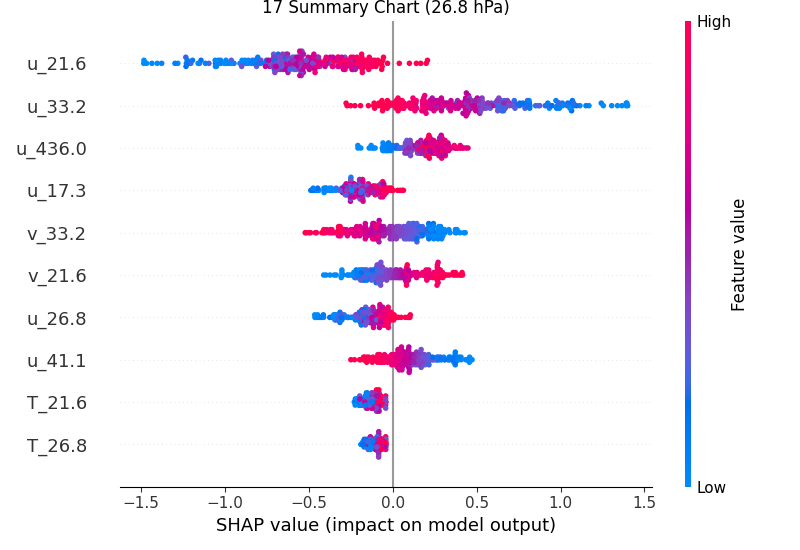 17 Summary Chart (26.8 hPa)
High
u_21.6
u_33.2
u_436.0
u_17.3
v_33.2
v_21.6
u_26.8
u_41.1
T_21.6
T_26.8
Feature value
Low
−1.5 −1.0 −0.5 0.0 0.5 1.0 1.5
SHAP value (impact on model output)